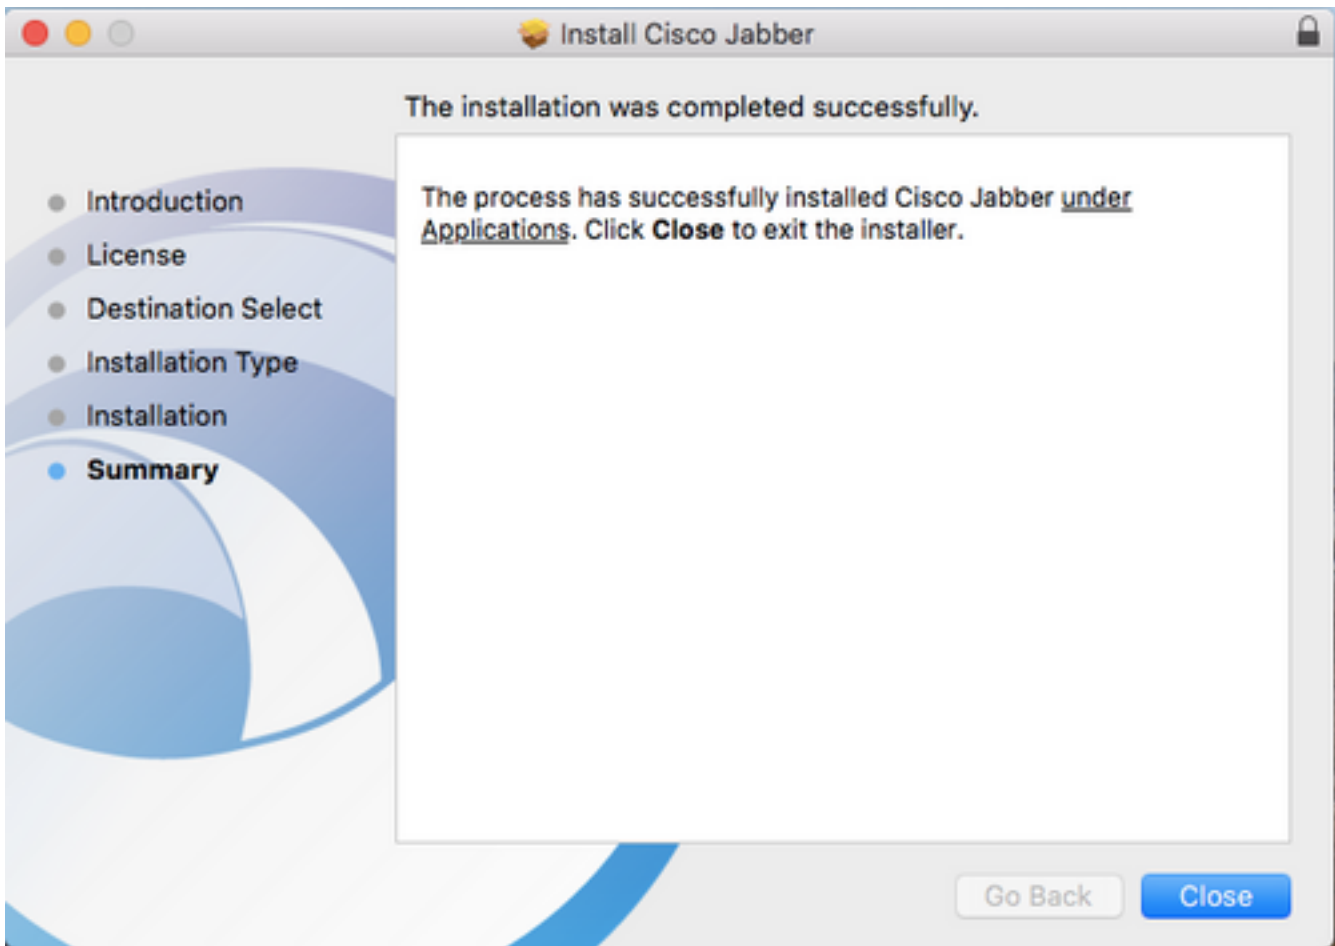 Install Cisco Jabber
The installation was completed successfully.
Introduction
License
Destination Select
Installation Type
Installation
Summary
The process has successfully installed Cisco Jabber under
Applications. Click Close to exit the installer.
Go Back
Close